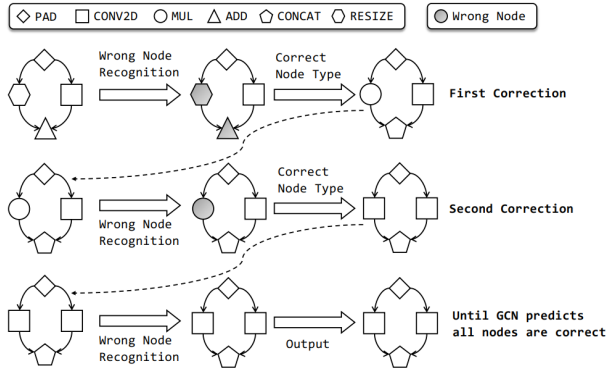 PAD CONV2D MUL ADD CONCAT RESIZE
Wrong Node
Wrong Node
Recognition
Correct
Node Type
First Correction
Wrong Node
Recognition
Correct
Node Type
Second Correction
Wrong Node
Recognition
Output
Until GCN predicts
all nodes are correct